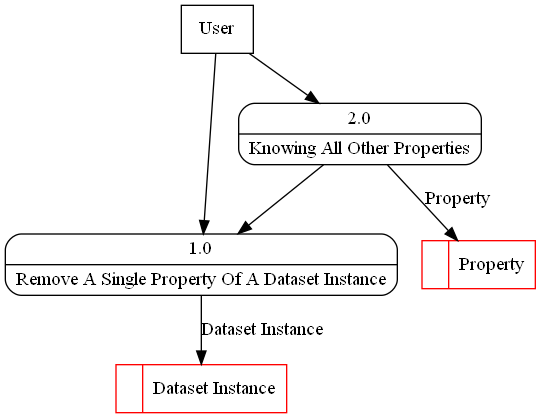 User
2.0
Knowing All Other Properties
Property
1.0
Remove A Single Property Of A Dataset Instance
Property
Dataset Instance
Dataset Instance